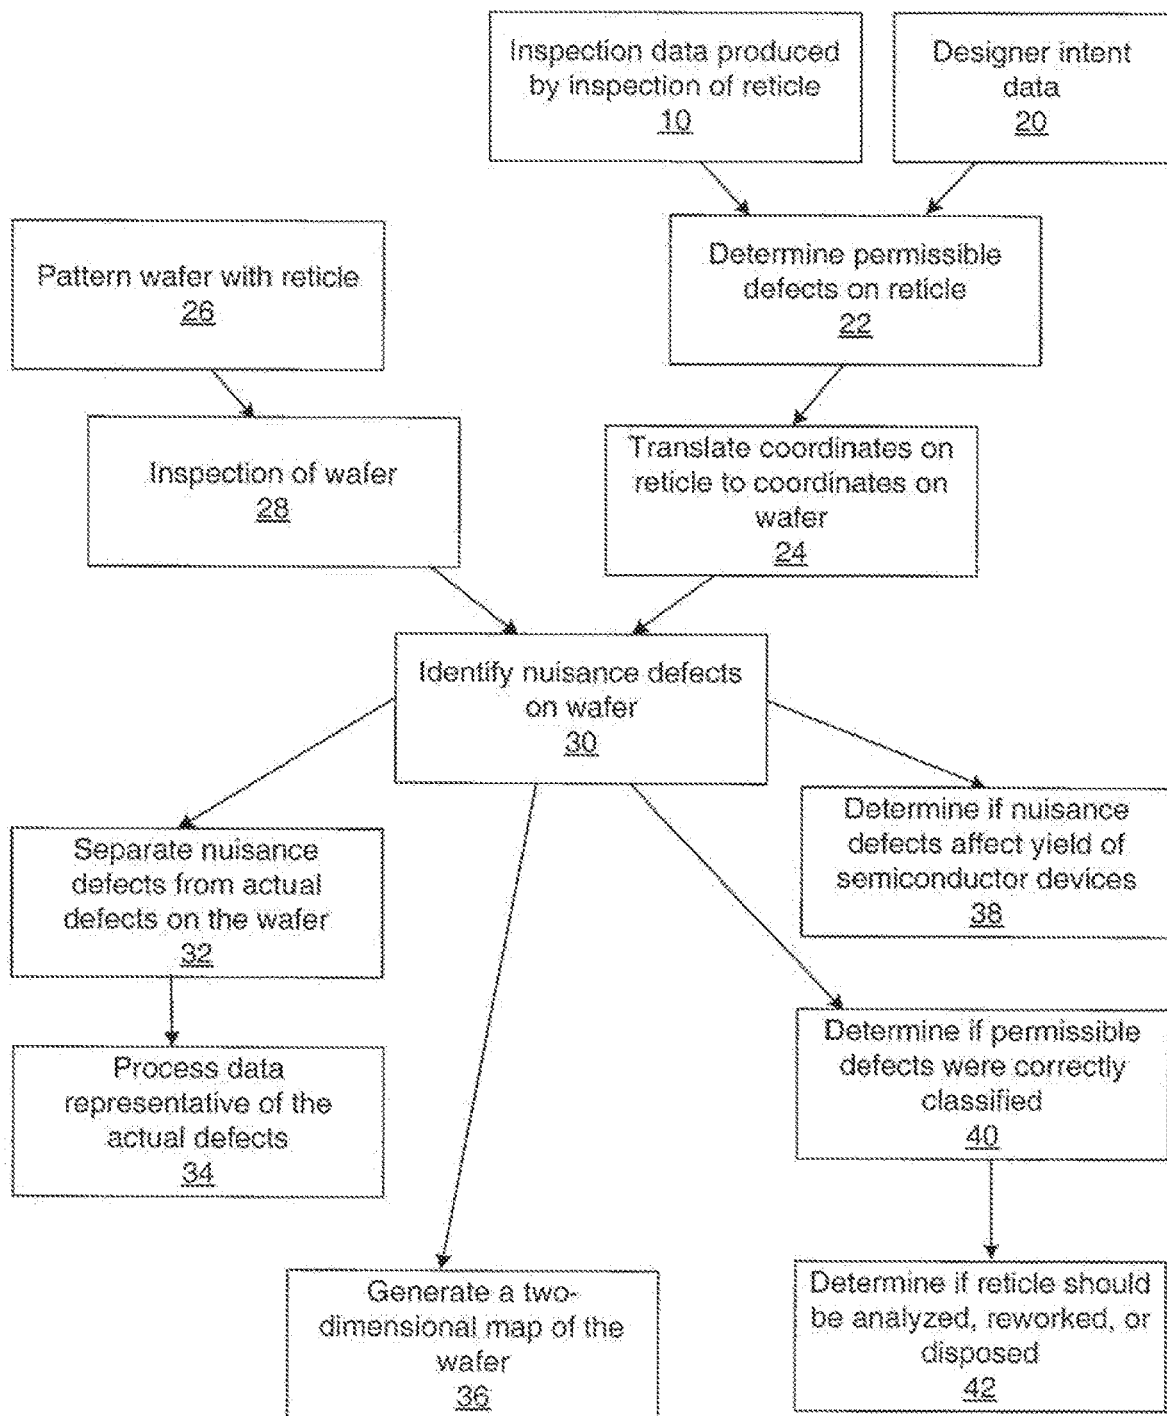 Inspection data produced
by inspection of reticle
10
Designer intent
data
20
Pattern wafer with reticle
26
Determine permissible
defects on reticle
22
Inspection of wafer
28
Translate coordinates on
reticle to coordinates on
wafer
24
Identify nuisance defects
on wafer
30
Separate nuisance
defects from actual
defects on the wafer
32
Determine if nuisance
defects affect yield of
semiconductor devices
38
Process data
representative of the
actual defects
34
Determine if permissible
defects were correctly
classified
40
Generate a two-
dimensional map of the
wafer
36
Determine if reticle should
be analyzed, reworked, or
disposed
42